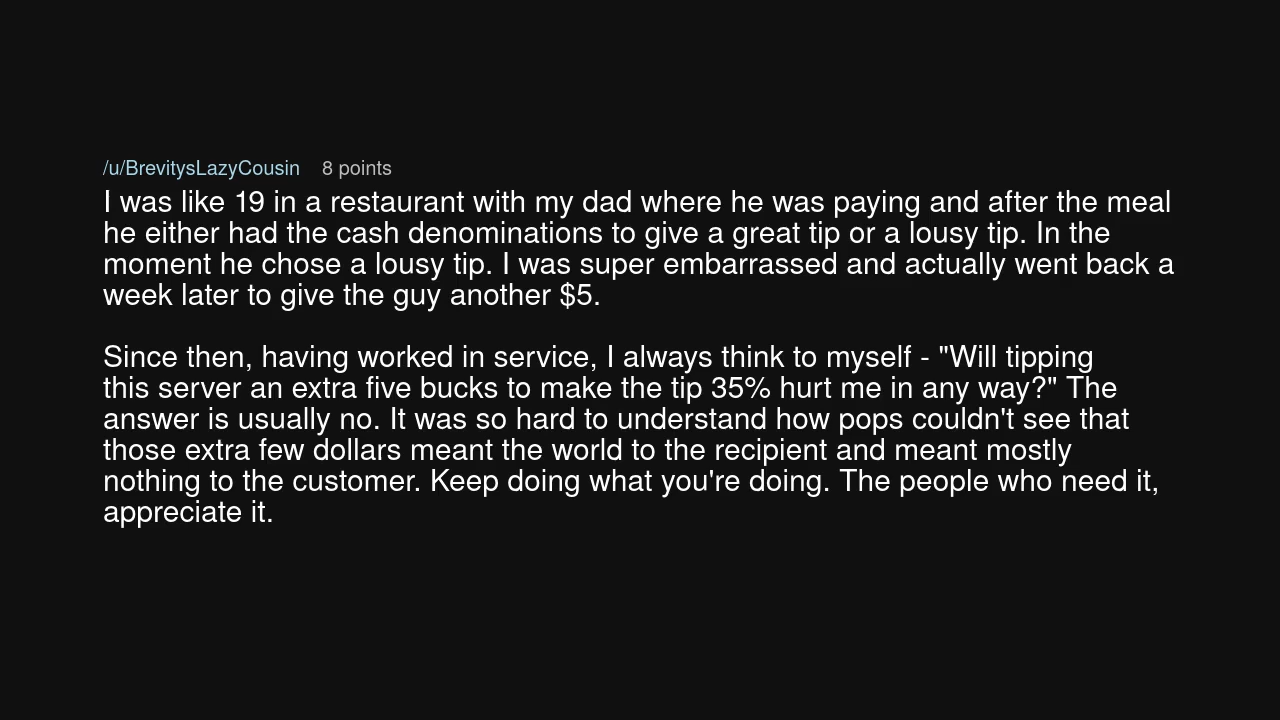 /u/BrevitysLazyCousin 8 points
I was like 19 in a restaurant with my dad where he was paying and after the meal
he either had the cash denominations to give a great tip or a lousy tip. In the
moment he chose a lousy tip. I was super embarrassed and actually went back a
week later to give the guy another $5.
Since then, having worked in service, I always think to myself - "Will tipping
this server an extra five bucks to make the tip 35% hurt me in any way?" The
answer is usually no. It was so hard to understand how pops couldn't see that
those extra few dollars meant the world to the recipient and meant mostly
nothing to the customer. Keep doing what you're doing. The people who need it,
appreciate it.